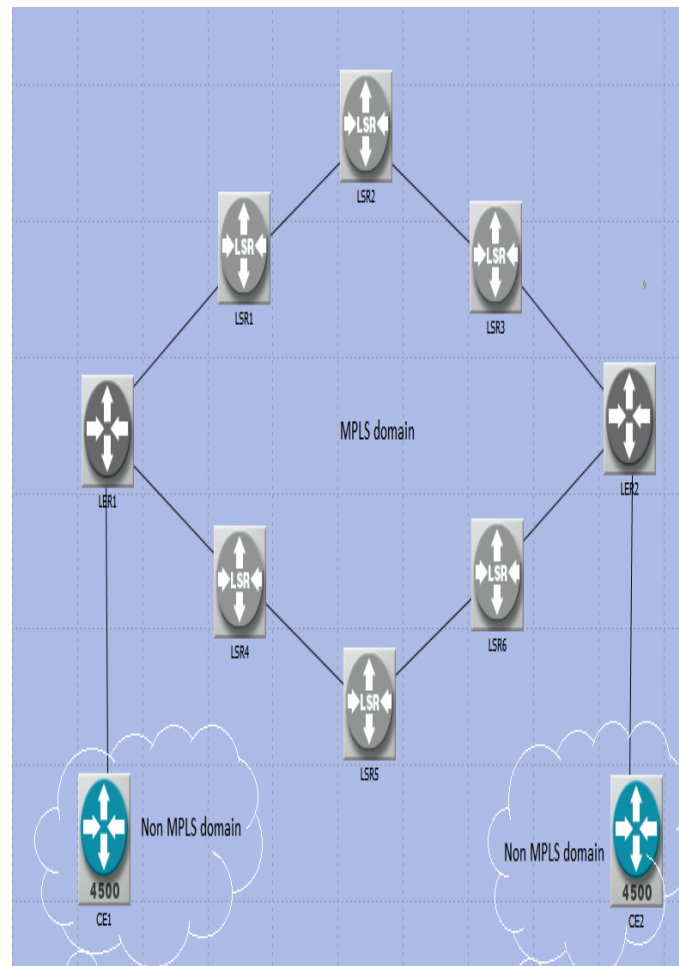 LSR
LSR2
LSR
LSR1
LSR
LSR3
MPLS domain
LER1
LER2
LSR
LSR4
LSR
LSR6
LSR
LSR5
Non MPLS domain
4500
CE1
Non MPLS domain
4500
CE2